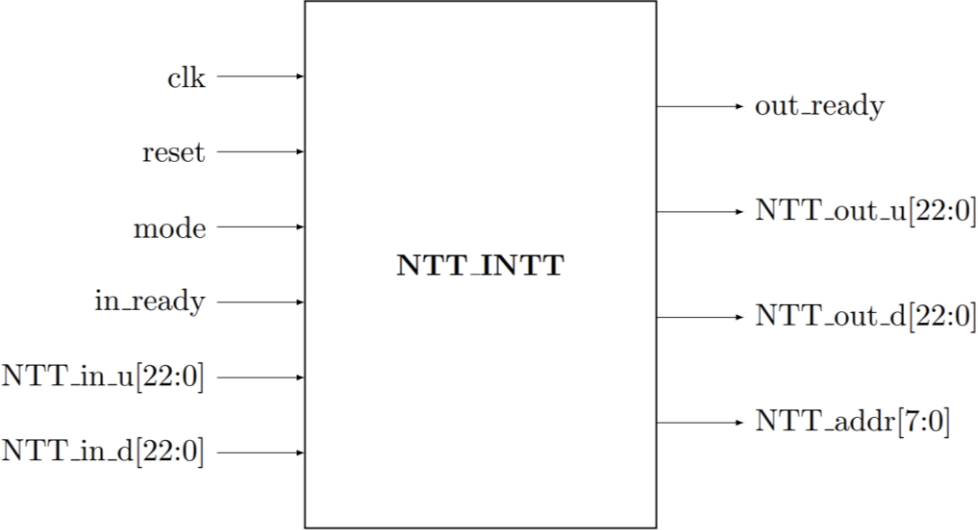 clk
reset
mode
in_ready
NTT_in_u[22:0]
NTT_in_d[22:0]
NTT_INTT
out_ready
NTT_out_u[22:0]
NTT_out_d[22:0]
NTT_addr[7:0]